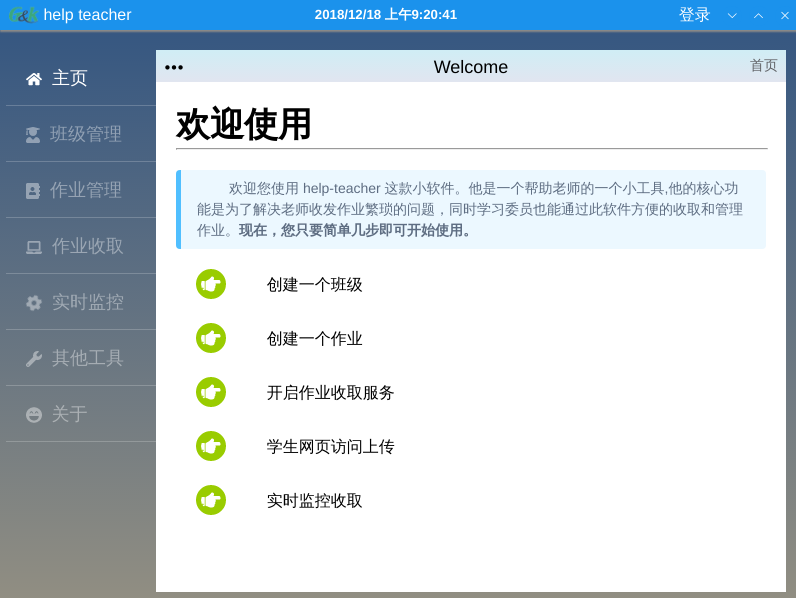 help teacher
2018/12/18 上午9:20:41
登录
主页
班级管理
作业管理
作业收取
实时监控
其他工具
关于
•••
Welcome
首页
欢迎使用
欢迎您使用 help-teacher 这款小软件。他是一个帮助老师的一个小工具,他的核心功
能是为了解决老师收发作业繁琐的问题，同时学习委员也能通过此软件方便的收取和管理
作业。现在，您只要简单几步即可开始使用。
创建一个班级
创建一个作业
开启作业收取服务
学生网页访问上传
实时监控收取